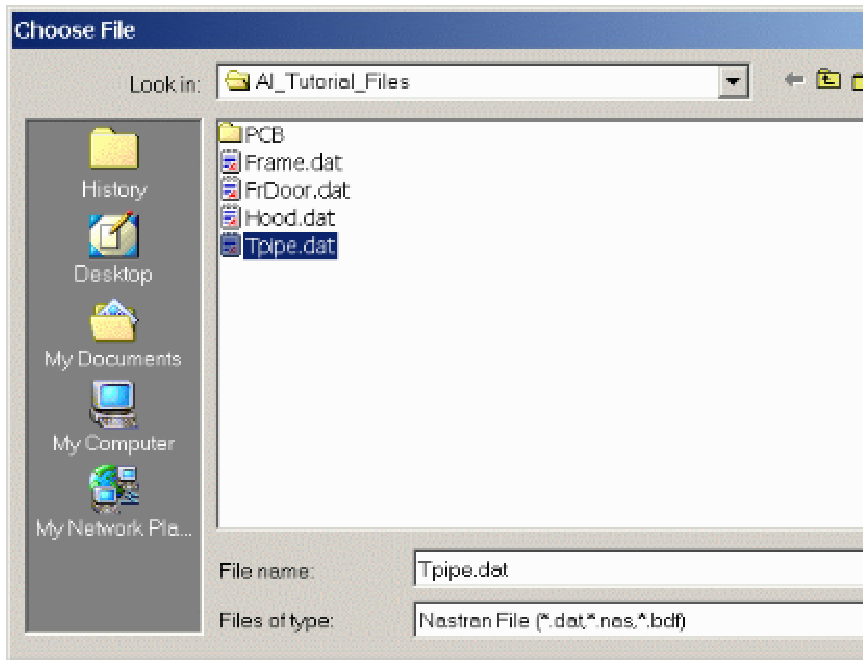 Choose File
Look in: AI_Tutorial_Files
PCB
Frame.dat
FrDoor.dat
Hood.dat
Tpipe.dat
History
Desktop
My Documents
My Computer
My Network Pla...
File name: Tpipe.dat
Files of type: Nastran File (*.dat,*.nas,*.bdf)